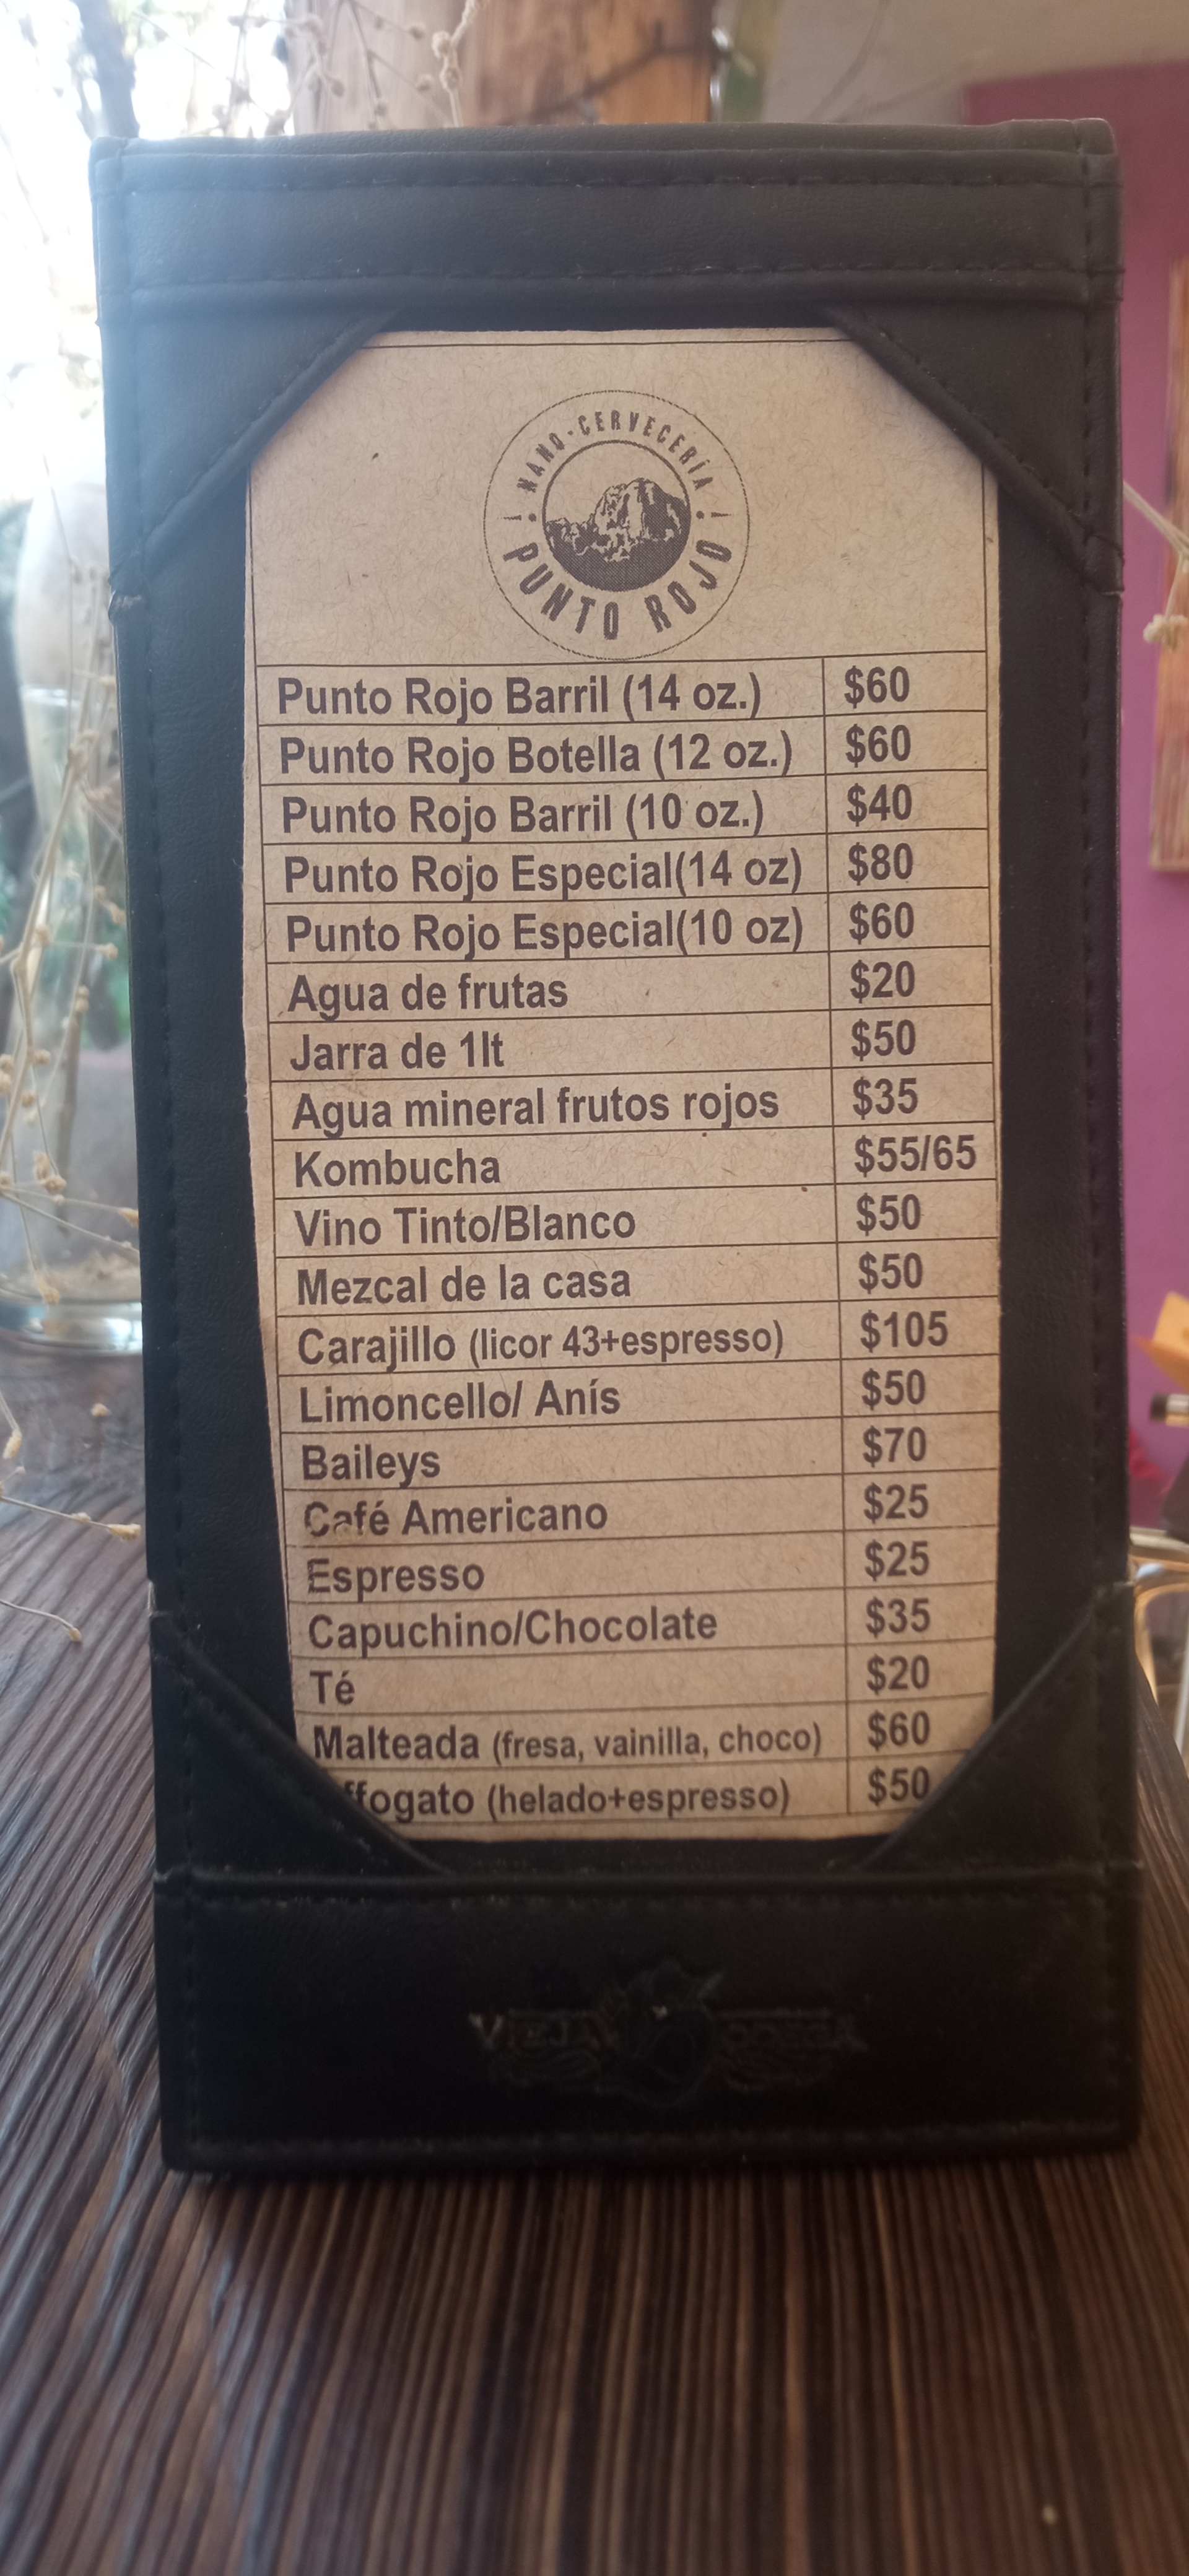 NANO-CERVECERÍA
PUNTO ROJO
Punto Rojo Barril (14 oz.) $60
Punto Rojo Botella (12 oz.) $60
Punto Rojo Barril (10 oz.) $40
Punto Rojo Especial(14 oz) $80
Punto Rojo Especial(10 oz) $60
Agua de frutas $20
Jarra de 1lt $50
Agua mineral frutos rojos $35
Kombucha $55/65
Vino Tinto/Blanco $50
Mezcal de la casa $50
Carajillo (licor 43+espresso) $105
Limoncello/ Anís $50
Baileys $70
Café Americano $25
Espresso $25
Capuchino/Chocolate $35
Té $20
Malteada (fresa, vainilla, choco) $60
ffogato (helado+espresso) $50
VIEJA